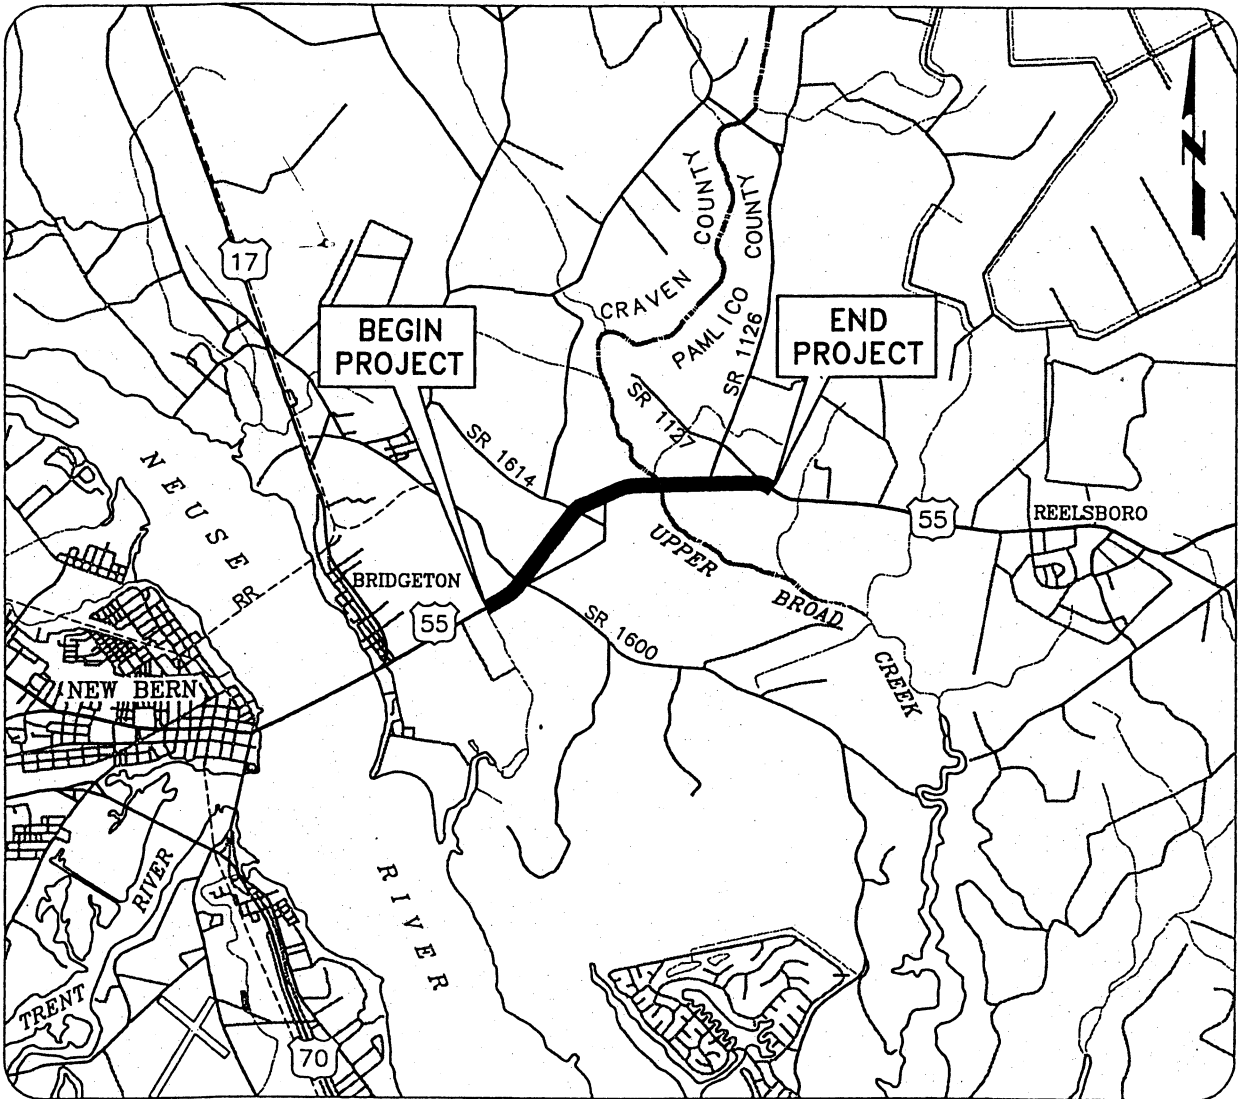 N
17
COUNTY
COUNTY
CRAVEN
PAMLICO
SR 1126
BEGIN
PROJECT
END
PROJECT
SR 1127
SR 1614
NEUSE
55
REELSBORO
UPPER
BROAD
CREEK
BRIDGETON
RR
55
SR 1600
NEW BERN
RIVER
RIVER
TRENT
70